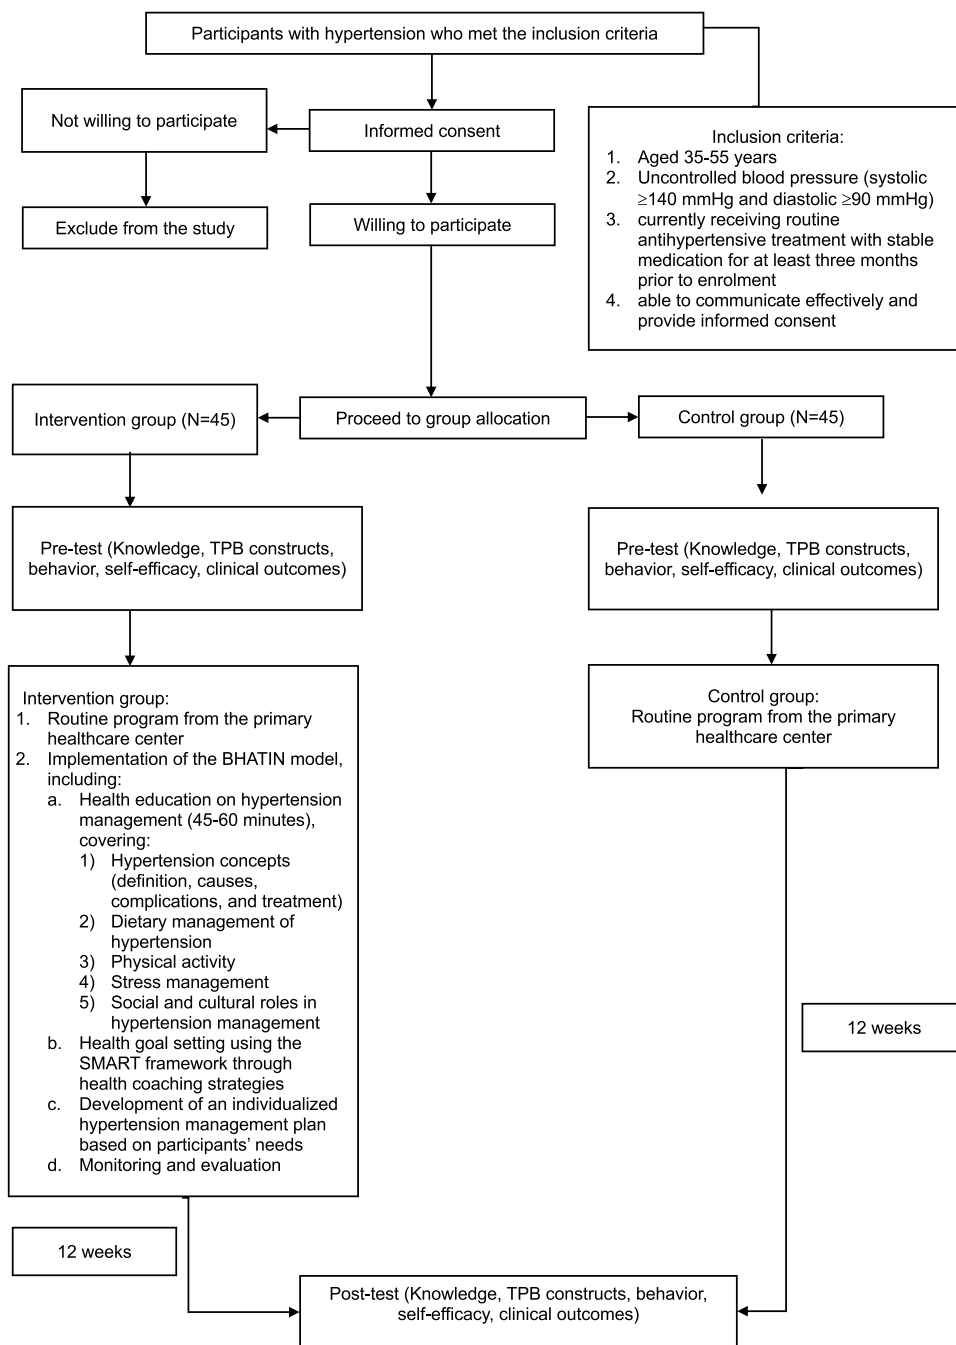 Participants with hypertension who met the inclusion criteria
Not willing to participate
Informed consent
Exclude from the study
Willing to participate
Inclusion criteria:
1. Aged 35-55 years
2. Uncontrolled blood pressure (systolic
≥140 mmHg and diastolic ≥90 mmHg)
3. currently receiving routine
antihypertensive treatment with stable
medication for at least three months
prior to enrolment
4. able to communicate effectively and
provide informed consent
Intervention group (N=45)
Proceed to group allocation
Control group (N=45)
Pre-test (Knowledge, TPB constructs,
behavior, self-efficacy, clinical outcomes)
Pre-test (Knowledge, TPB constructs,
behavior, self-efficacy, clinical outcomes)
Intervention group:
1. Routine program from the primary
healthcare center
2. Implementation of the BHATIN model,
including:
a. Health education on hypertension
management (45-60 minutes),
covering:
1) Hypertension concepts
(definition, causes,
complications, and treatment)
2) Dietary management of
hypertension
3) Physical activity
4) Stress management
5) Social and cultural roles in
hypertension management
b. Health goal setting using the
SMART framework through
health coaching strategies
c. Development of an individualized
hypertension management plan
based on participants' needs
d. Monitoring and evaluation
Control group:
Routine program from the primary
healthcare center
12 weeks
12 weeks
Post-test (Knowledge, TPB constructs, behavior,
self-efficacy, clinical outcomes)